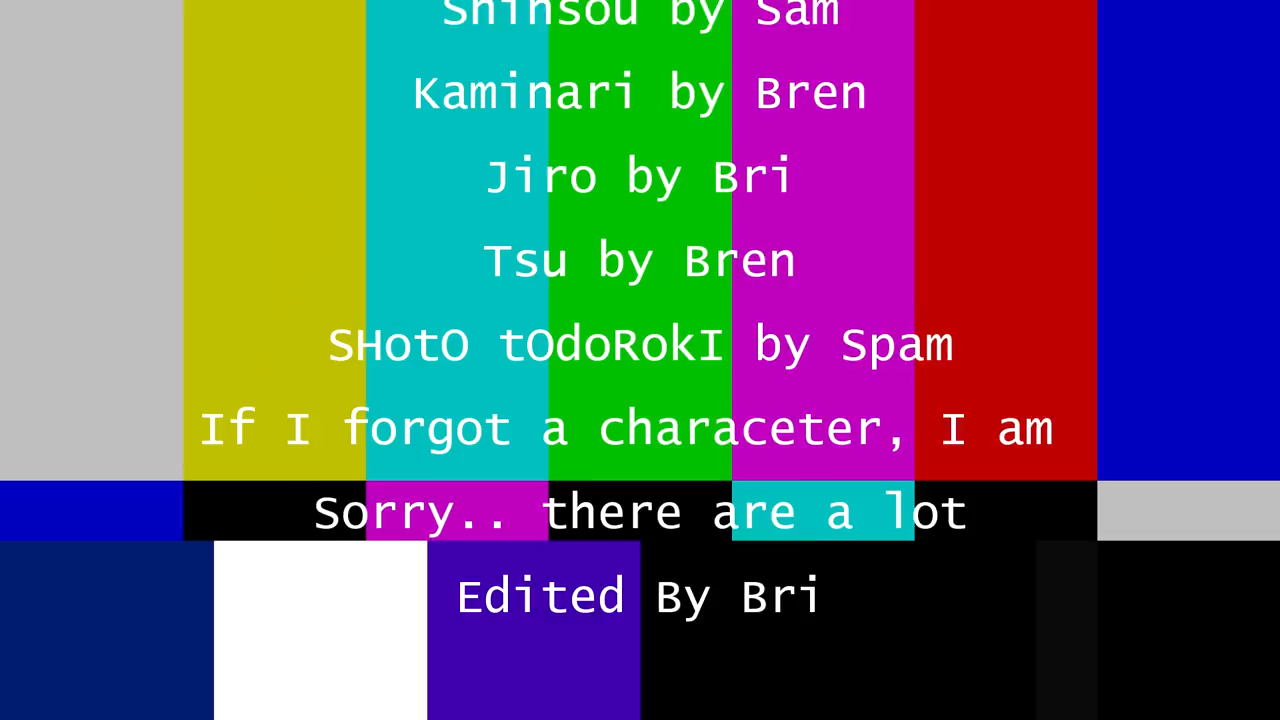 Shinsou by Sam
Kaminari by Bren
Jiro by Bri
Tsu by Bren
SHotO tOdoRokI by Spam
If I forgot a characeter, I am
Sorry.. there are a lot
Edited By Bri